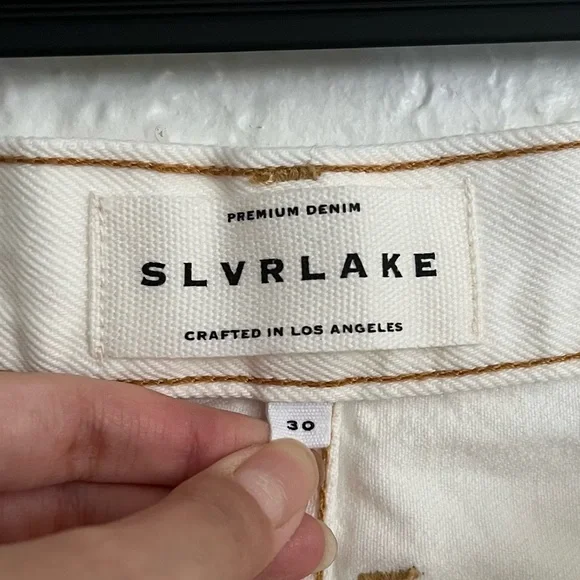 PREMIUM DENIM
SLVRLAKE
CRAFTED IN LOS ANGELES
30